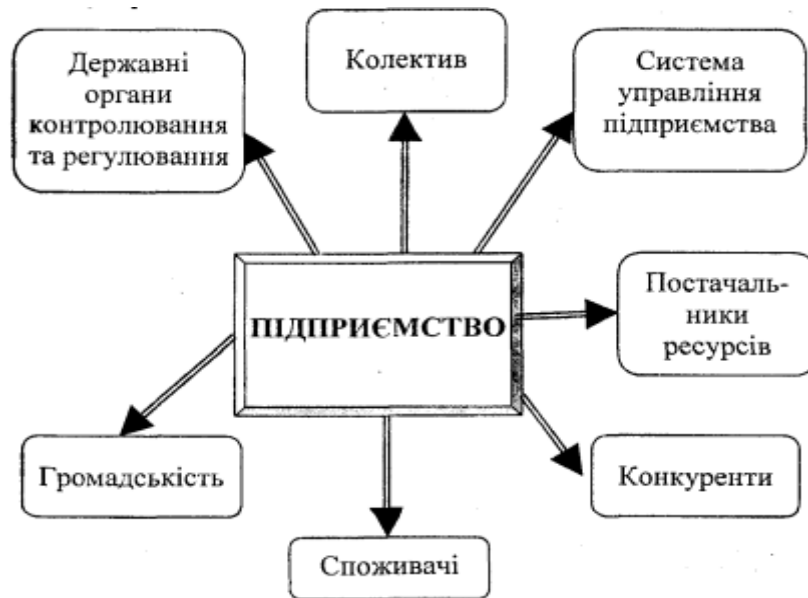 Державні
органи
контролювання
та регулювання
Колектив
Система
управління
підприємства
ПІДПРИЄМСТВО
Постачаль-
ники
ресурсів
Громадськість
Конкуренти
Споживачі